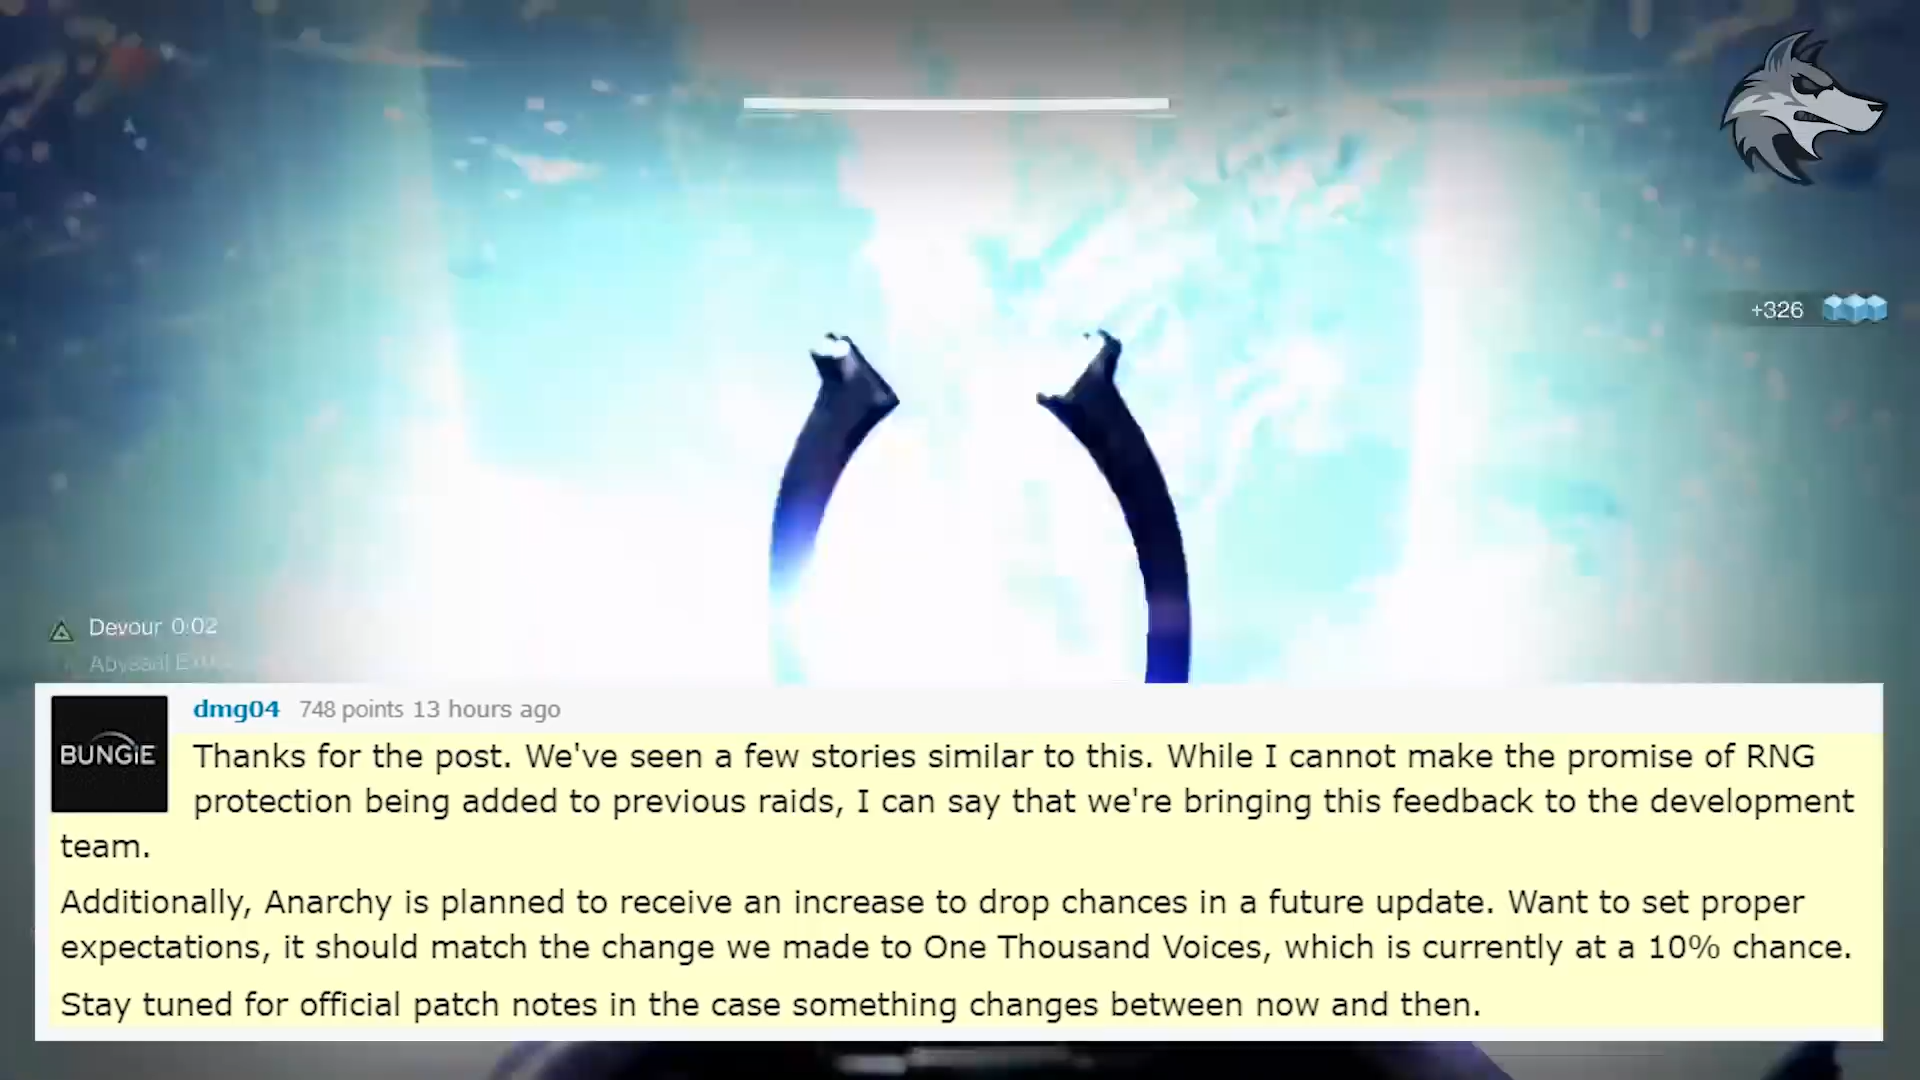 +326
Devour 0:02
BUNGiE
dmg04 748 points 13 hours ago
Thanks for the post. We've seen a few stories similar to this. While I cannot make the promise of RNG
protection being added to previous raids, I can say that we're bringing this feedback to the development
team.
Additionally, Anarchy is planned to receive an increase to drop chances in a future update. Want to set proper
expectations, it should match the change we made to One Thousand Voices, which is currently at a 10% chance.
Stay tuned for official patch notes in the case something changes between now and then.